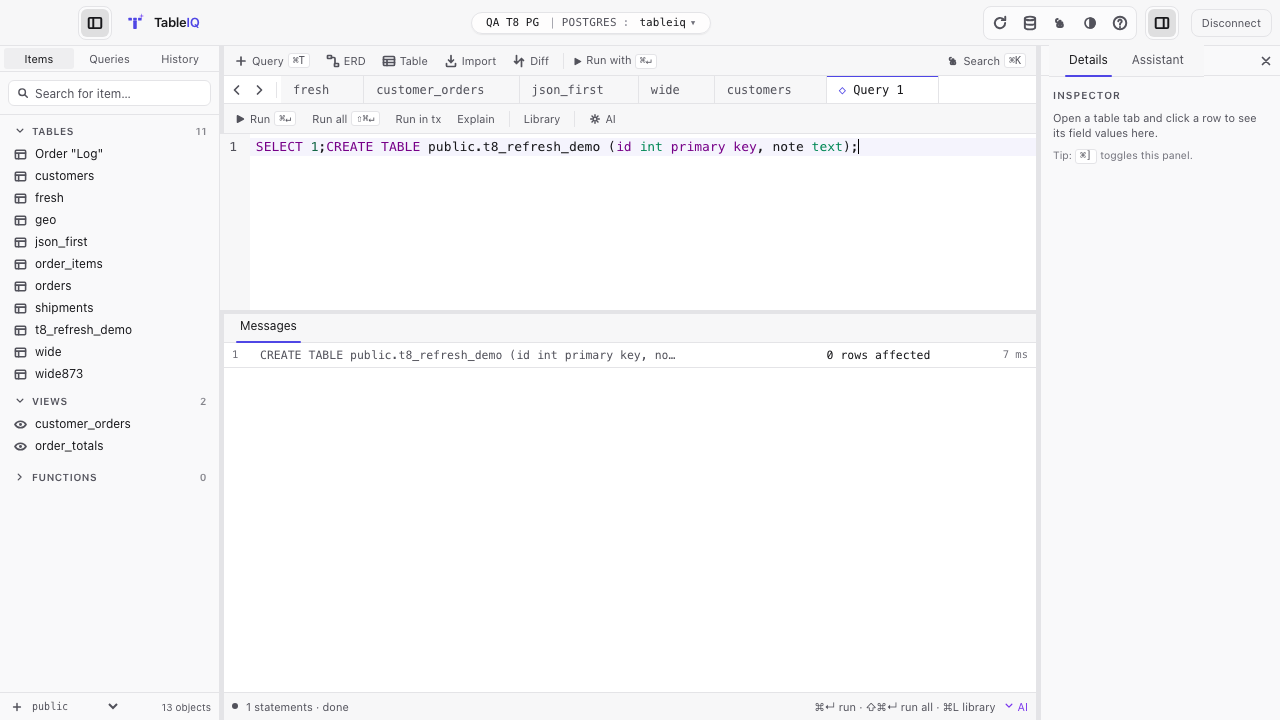 TableIQ
QA T8 PG | POSTGRES : tableiq ▾
Disconnect
Items Queries History
Search for item...
TABLES 11
Order "Log"
customers
fresh
geo
json_first
order_items
orders
shipments
t8_refresh_demo
wide
wide873
VIEWS 2
customer_orders
order_totals
FUNCTIONS 0
+ public 13 objects
+ Query ⌘T ERD Table Import Diff Run with ⌘↵ Search ⌘K
fresh customer_orders json_first wide customers ◇ Query 1
Run ⌘↵ Run all ⇧⌘↵ Run in tx Explain Library AI
1 SELECT 1;CREATE TABLE public.t8_refresh_demo (id int primary key, note text);
Messages
1 CREATE TABLE public.t8_refresh_demo (id int primary key, no… 0 rows affected 7 ms
1 statements · done ⌘↵ run · ⇧⌘↵ run all · ⌘L library AI
Details Assistant
INSPECTOR
Open a table tab and click a row to see
its field values here.
Tip: ⌘] toggles this panel.